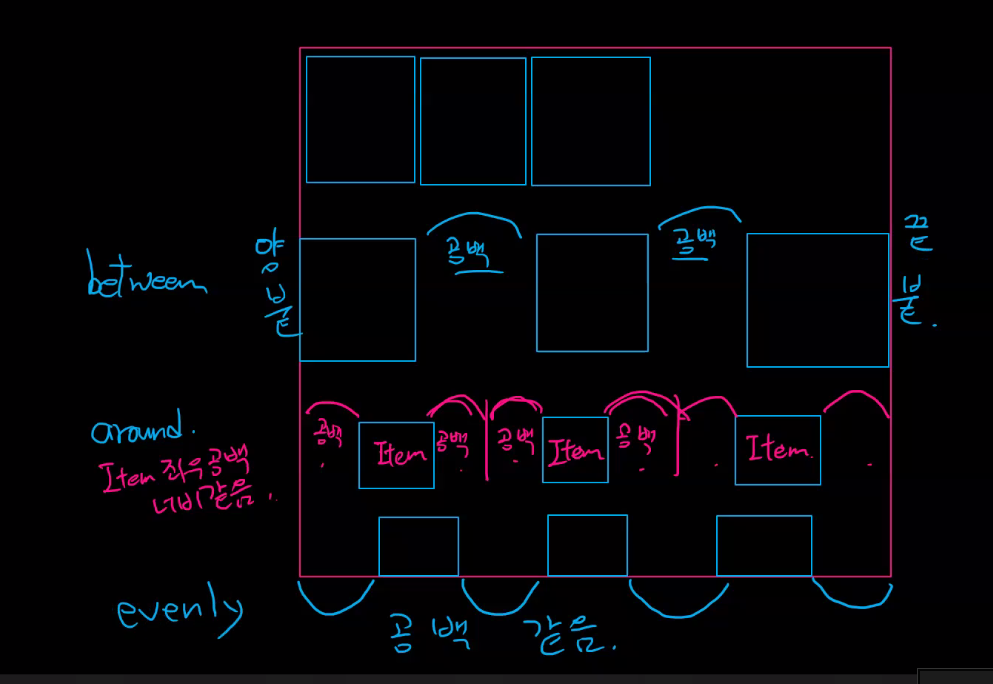 between
양
끝
공백
공백
끝
끝.
around.
Item 좌우 공백
너비 같음.
공백
Item
공백
공백
Item
공백
Item.
evenly
공백 같음.